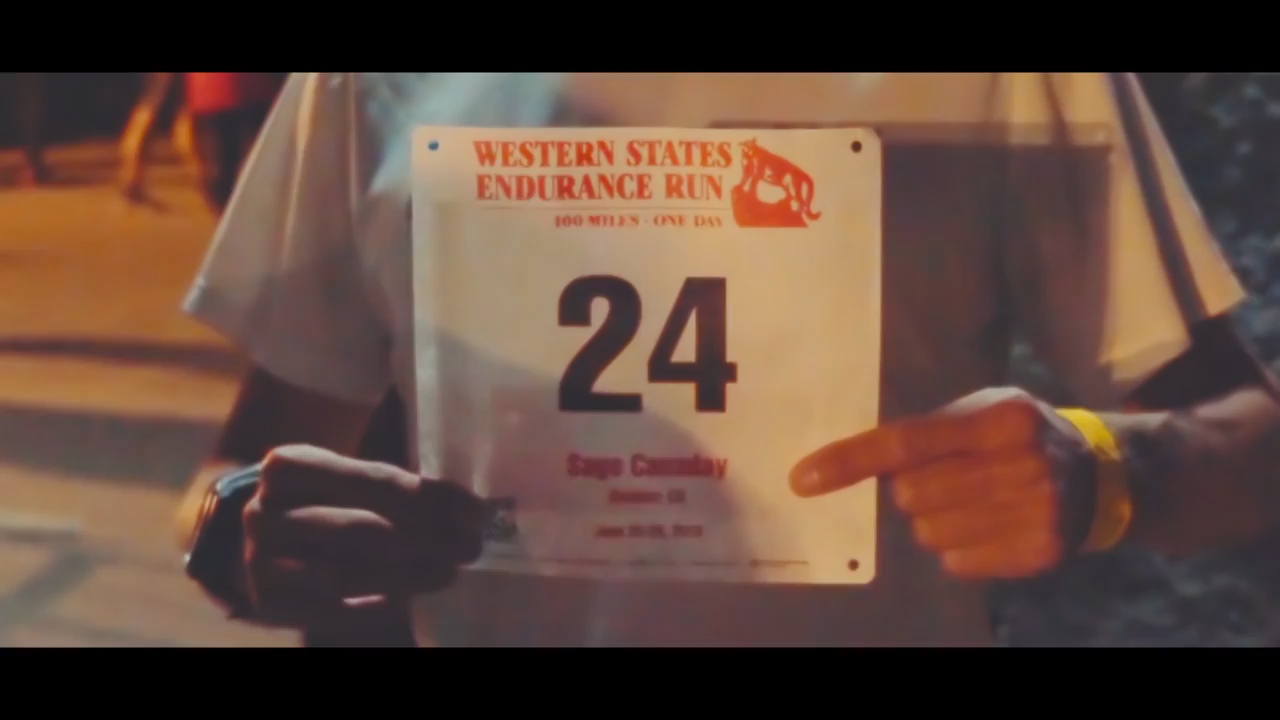 WESTERN STATES
ENDURANCE RUN
100 MILES - ONE DAY
24
Sage Canaday